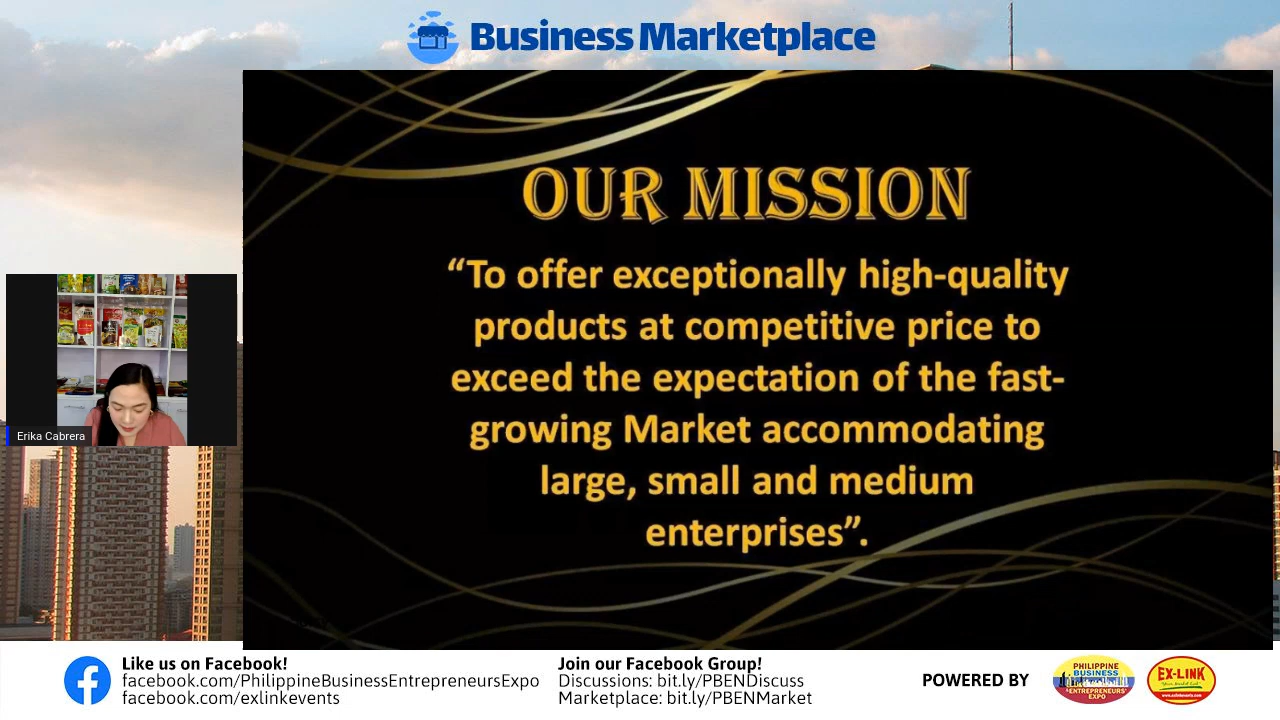 Business Marketplace
OUR MISSION
“To offer exceptionally high-quality
products at competitive price to
exceed the expectation of the fast-
growing Market accommodating
large, small and medium
enterprises”.
Erika Cabrera
Like us on Facebook!
facebook.com/PhilippineBusinessEntrepreneursExpo
facebook.com/exlinkevents
Join our Facebook Group!
Discussions: bit.ly/PBENDiscuss
Marketplace: bit.ly/PBENMarket
POWERED BY
PHILIPPINE
BUSINESS
ENTREPRENEURS'
EXPO
EX-LINK